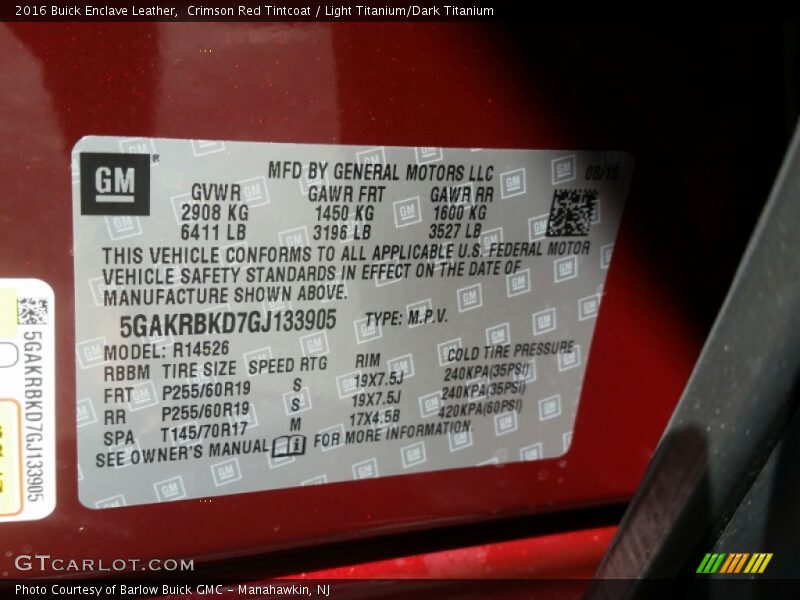 2016 Buick Enclave Leather,  Crimson Red Tintcoat / Light Titanium/Dark Titanium
GM®
MFD BY GENERAL MOTORS LLC 08/15
GVWR GAWR FRT GAWR RR
2908 KG 1450 KG 1600 KG
6411 LB 3196 LB 3527 LB
THIS VEHICLE CONFORMS TO ALL APPLICABLE U.S. FEDERAL MOTOR
VEHICLE SAFETY STANDARDS IN EFFECT ON THE DATE OF
MANUFACTURE SHOWN ABOVE.
5GAKRBKD7GJ133905 TYPE: M.P.V.
MODEL: R14526
RBBM TIRE SIZE SPEED RTG RIM COLD TIRE PRESSURE
FRT P255/60R19 S 19X7.5J 240KPA(35PSI)
RR P255/60R19 S 19X7.5J 240KPA(35PSI)
SPA T145/70R17 M 17X4.5B 420KPA(60PSI)
SEE OWNER'S MANUAL FOR MORE INFORMATION.
5GAKRBKD7GJ133905
GTCARLOT.COM
Photo Courtesy of Barlow Buick GMC – Manahawkin, NJ